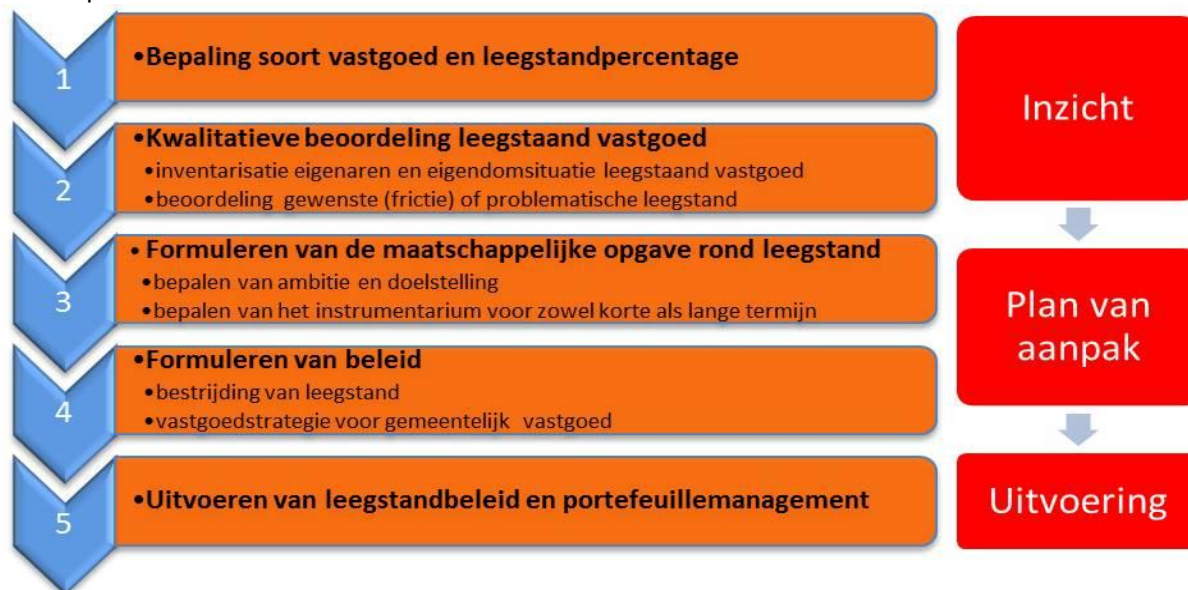 1
•Bepaling soort vastgoed en leegstandpercentage
2
•Kwalitatieve beoordeling leegstaand vastgoed
•inventarisatie eigenaren en eigendomsituatie leegstaand vastgoed
•beoordeling gewenste (frictie) of problematische leegstand
Inzicht
3
• Formuleren van de maatschappelijke opgave rond leegstand
•bepalen van ambitie en doelstelling
•bepalen van het instrumentarium voor zowel korte als lange termijn
4
•Formuleren van beleid
•bestrijding van leegstand
•vastgoedstrategie voor gemeentelijk vastgoed
Plan van
aanpak
5
•Uitvoeren van leegstandbeleid en portefeuillemanagement
Uitvoering